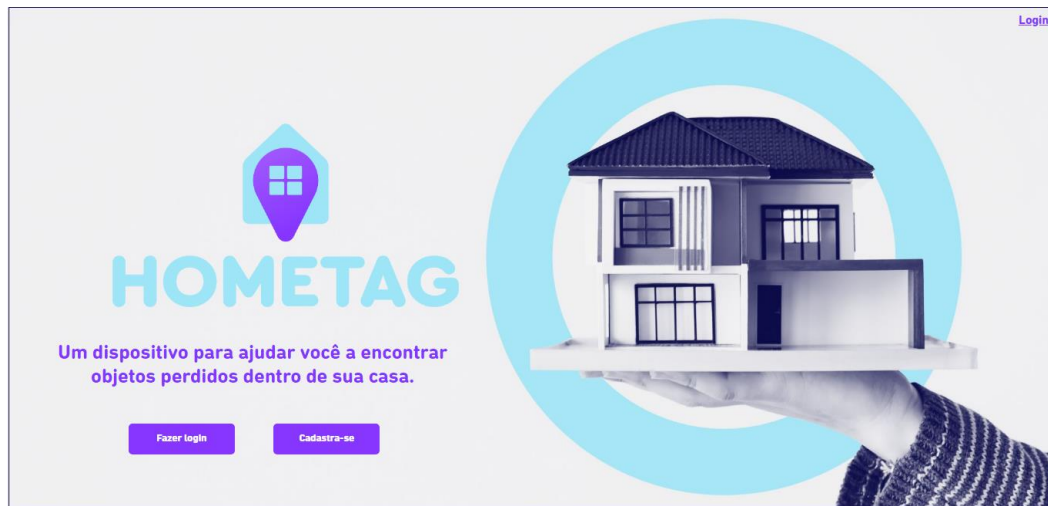 Login
HOMETAG
Um dispositivo para ajudar você a encontrar
objetos perdidos dentro de sua casa.
Fazer login
Cadastra-se